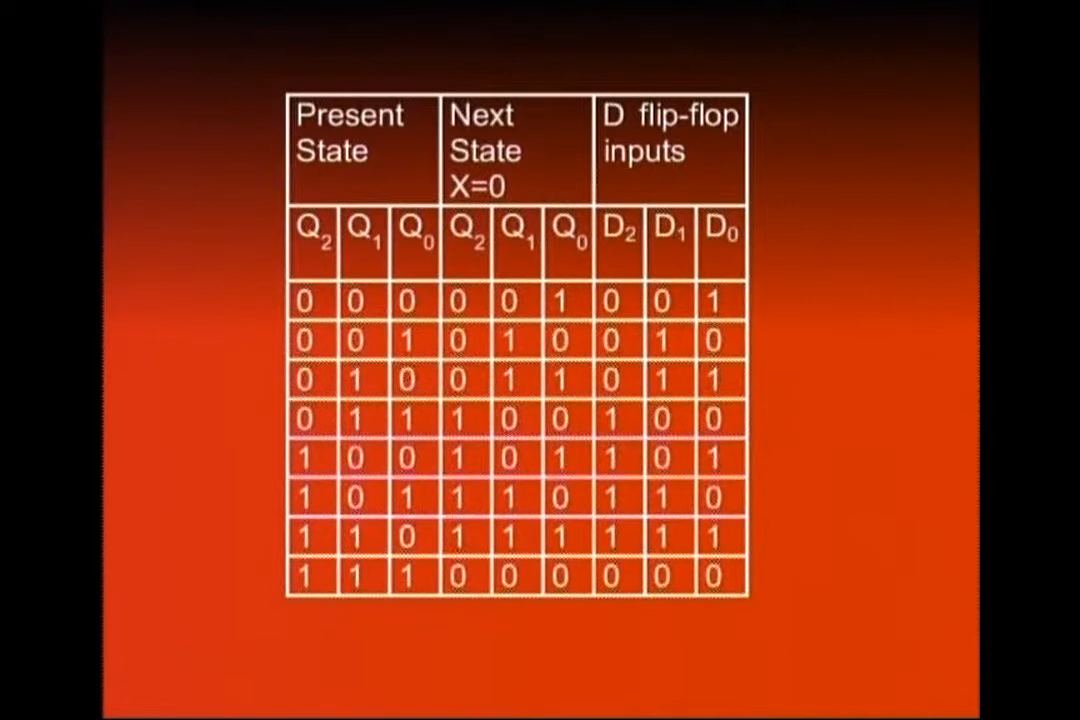 Present State Next State X=0 D flip-flop inputs
Q2 Q1 Q0 Q2 Q1 Q0 D2 D1 D0
0 0 0 0 0 1 0 0 1
0 0 1 0 1 0 0 1 0
0 1 0 0 1 1 0 1 1
0 1 1 1 0 0 1 0 0
1 0 0 1 0 1 1 0 1
1 0 1 1 1 0 1 1 0
1 1 0 1 1 1 1 1 1
1 1 1 0 0 0 0 0 0